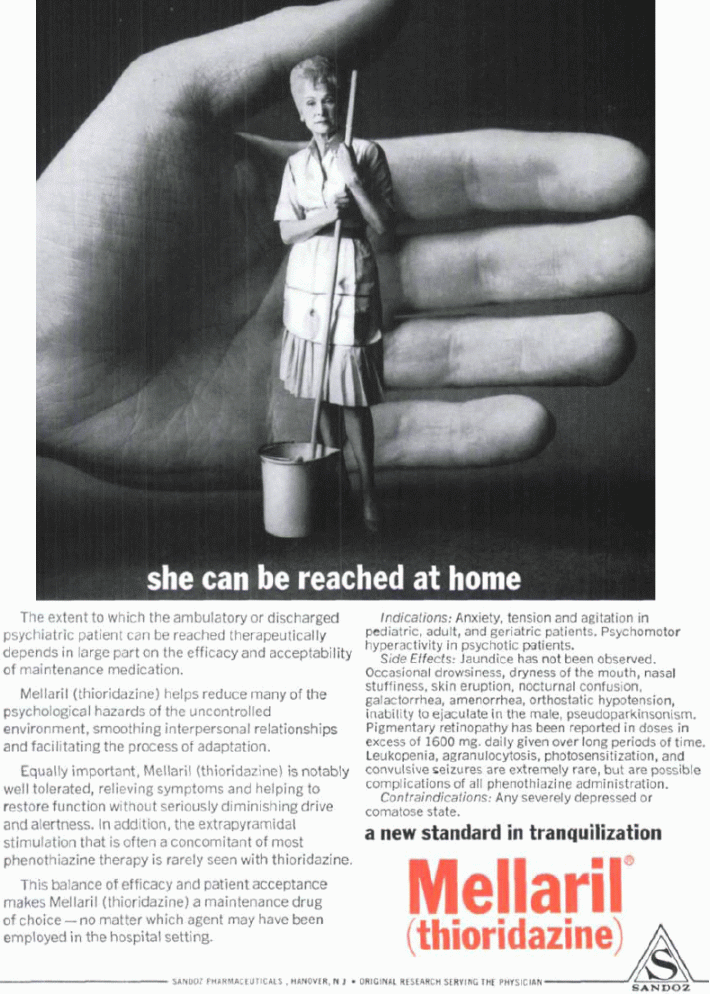 she can be reached at home
The extent to which the ambulatory or discharged
psychiatric patient can be reached therapeutically
depends in large part on the efficacy and acceptability
of maintenance medication.
Mellaril (thioridazine) helps reduce many of the
psychological hazards of the uncontrolled
environment, smoothing interpersonal relationships
and facilitating the process of adaptation.
Equally important, Mellaril (thioridazine) is notably
well tolerated, relieving symptoms and helping to
restore function without seriously diminishing drive
and alertness. In addition, the extrapyramidal
stimulation that is often a concomitant of most
phenothiazine therapy is rarely seen with thioridazine.
This balance of efficacy and patient acceptance
makes Mellaril (thioridazine) a maintenance drug
of choice — no matter which agent may have been
employed in the hospital setting.
Indications: Anxiety, tension and agitation in
pediatric, adult, and geriatric patients. Psychomotor
hyperactivity in psychotic patients.
Side Effects: Jaundice has not been observed.
Occasional drowsiness, dryness of the mouth, nasal
stuffiness, skin eruption, nocturnal confusion,
galactorrhea, amenorrhea, orthostatic hypotension,
inability to ejaculate in the male, pseudoparkinsonism.
Pigmentary retinopathy has been reported in doses in
excess of 1600 mg. daily given over long periods of time.
Leukopenia, agranulocytosis, photosensitization, and
convulsive seizures are extremely rare, but are possible
complications of all phenothiazine administration.
Contraindications: Any severely depressed or
comatose state.
a new standard in tranquilization
Mellaril®
(thioridazine)
S
SANDOZ
SANDOZ PHARMACEUTICALS, HANOVER, N J • ORIGINAL RESEARCH SERVING THE PHYSICIAN